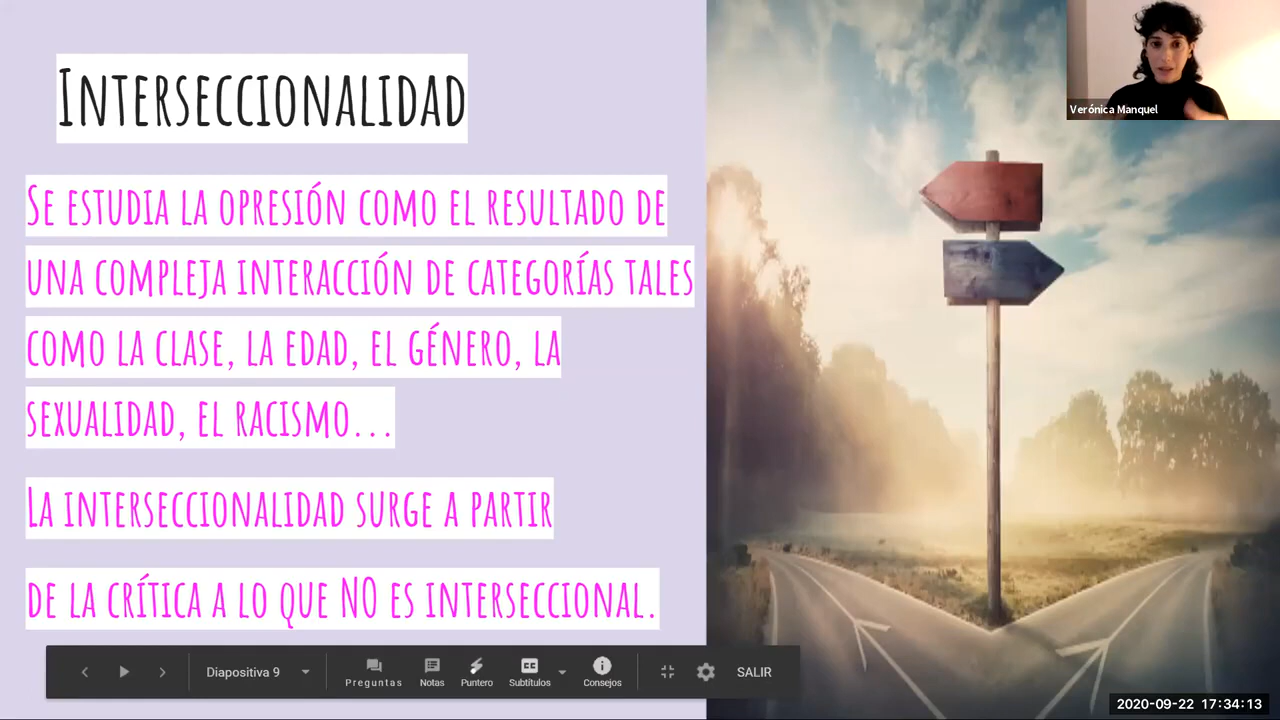 Interseccionalidad
Se estudia la opresión como el resultado de
una compleja interacción de categorías tales
como la clase, la edad, el género, la
sexualidad, el racismo...
La interseccionalidad surge a partir
de la crítica a lo que NO es interseccional.
Verónica Manquel
Diapositiva 9
Preguntas
Notas
Puntero
Subtítulos
Consejos
SALIR
2020-09-22 17:34:13